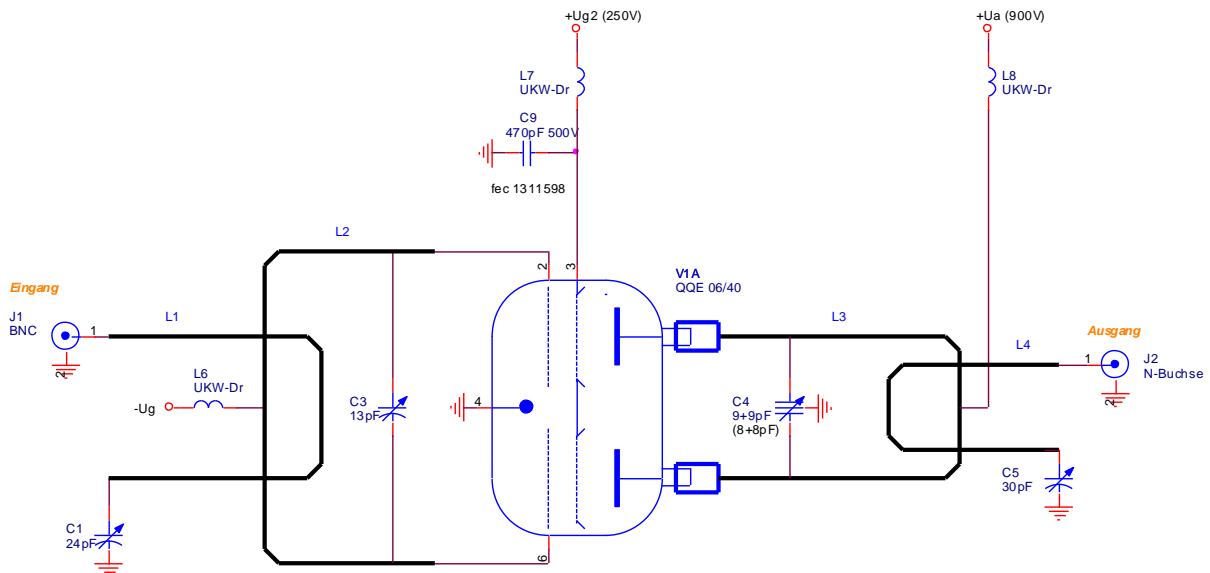 +Ug2 (250V)
+Ua (900V)
L7
UKW-Dr
L8
UKW-Dr
C9
470pF 500V
fec 1311598
L2
2
3
V1A
QQE 06/40
Eingang
J1
BNC
1
2
L1
L3
Ausgang
L4
1
J2
N-Buchse
2
L6
UKW-Dr
-Ug
C3
13pF
4
C4
9+9pF
(8+8pF)
C5
30pF
C1
24pF
6